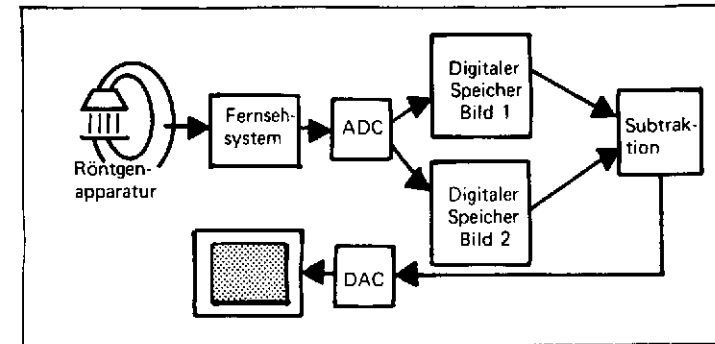 Röntgen-
apparatur
Fernseh-
system
ADC
Digitaler
Speicher
Bild 1
Digitaler
Speicher
Bild 2
Subtrak-
tion
DAC